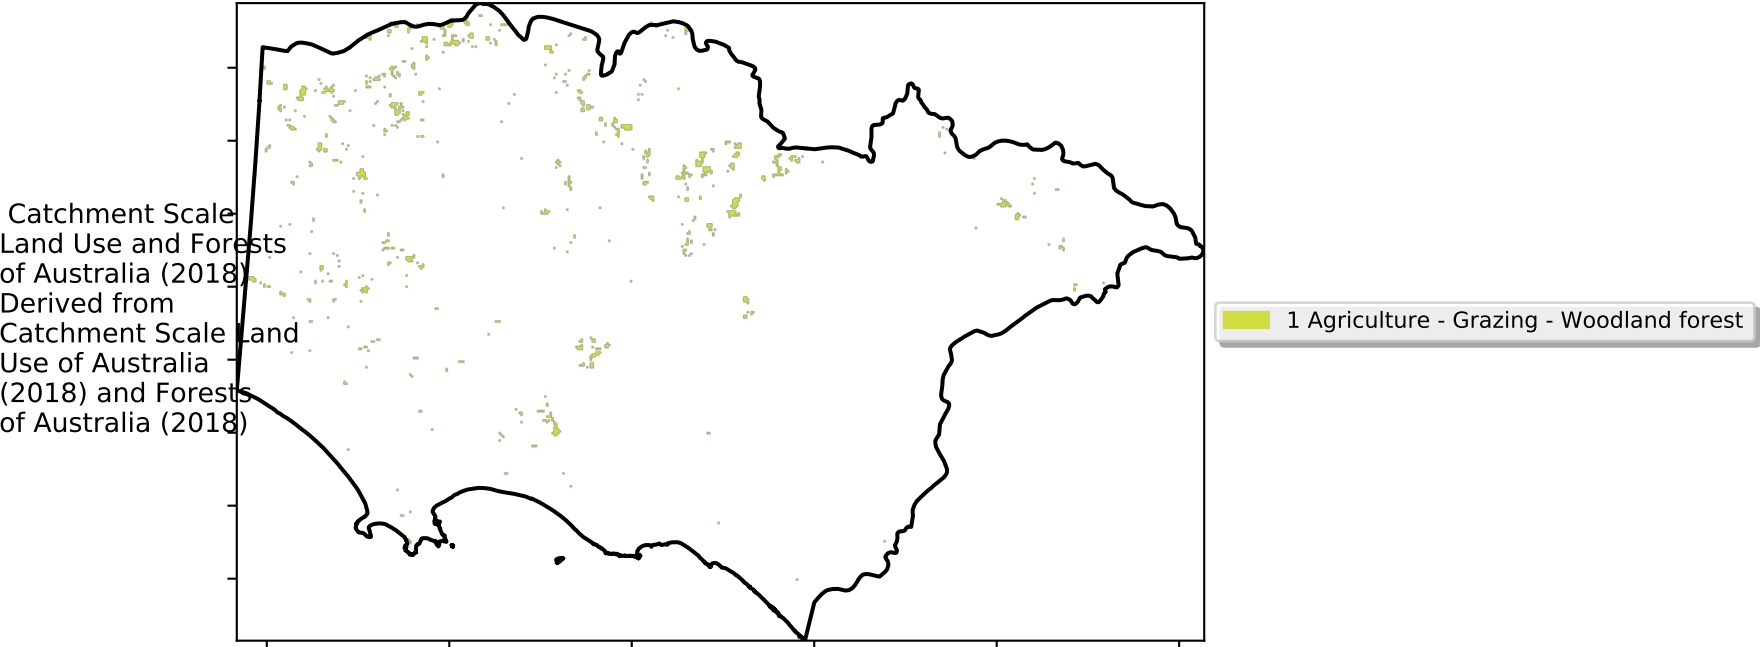 Catchment Scale
Land Use and Forests
of Australia (2018)
Derived from
Catchment Scale Land
Use of Australia
(2018) and Forests
of Australia (2018)
1 Agriculture - Grazing - Woodland forest